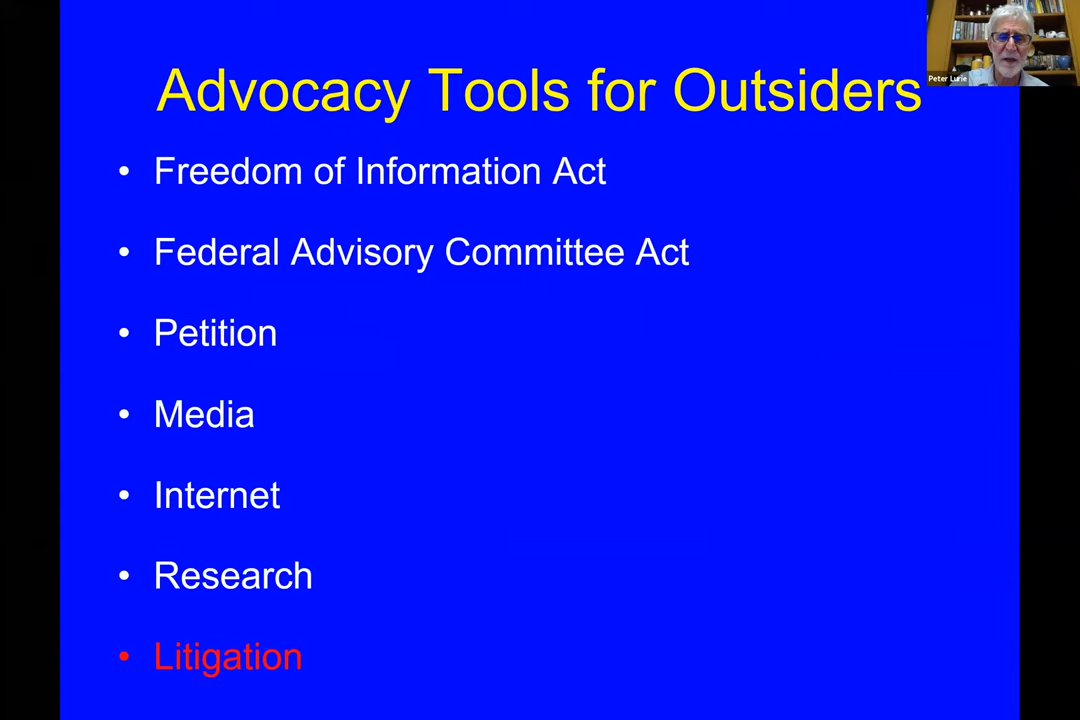 Advocacy Tools for Outsiders
Peter Lurie
• Freedom of Information Act
• Federal Advisory Committee Act
• Petition
• Media
• Internet
• Research
• Litigation